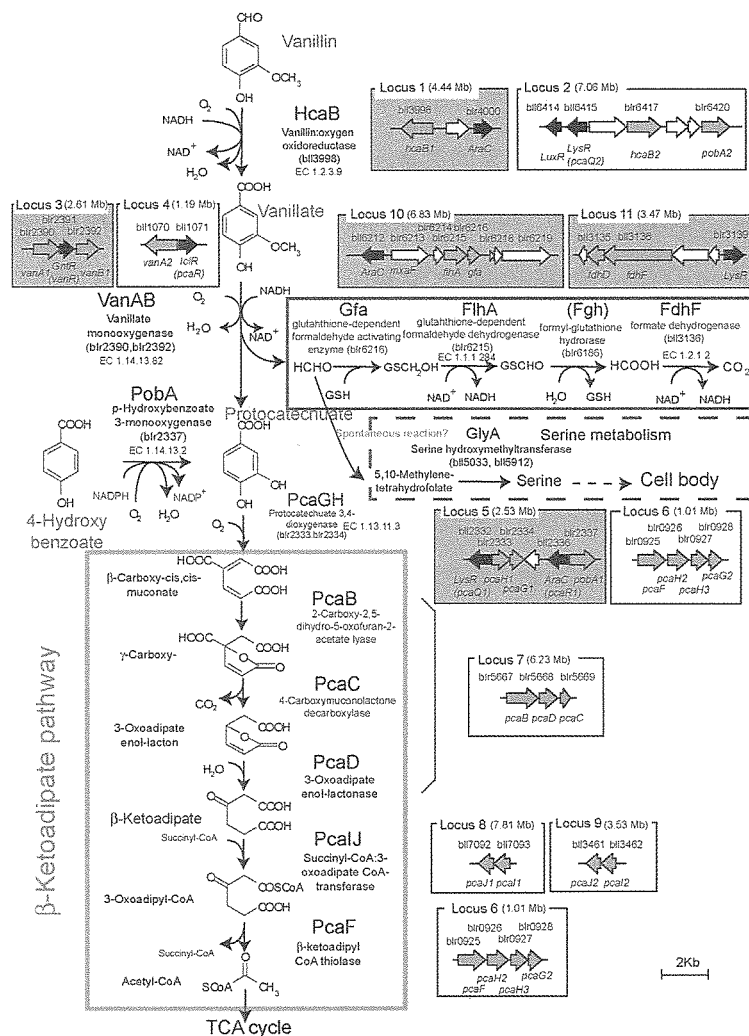 CHO
Vanillin
OCH3
OH
O2
NADH
NAD+
H2O
HcaB
Vanillin:oxygen
oxidoreductase
(bll3998)
EC 1.2.3.9
Locus 1 (4.44 Mb)
bll3998 blr4000
hcaB1 AraC
Locus 2 (7.06 Mb)
bll6414 bll6415 blr6417 blr6420
LuxR LysR (pcaQ2) hcaB2 pobA2
COOH
Vanillate
OCH3
OH
Locus 3 (2.61 Mb)
blr2391
blr2390 blr2392
vanA1 GntR (vanR) vanB1
Locus 4 (1.19 Mb)
bll1070 bll1071
vanA2 IclR
(pcaR)
Locus 10 (6.83 Mb)
blr6214 blr6216
bll6212 blr6213 blr6215 blr6218 blr6219
AraC mxaF flhA gfa
Locus 11 (3.47 Mb)
bll3135 bll3136 blr3139
fdhD fdhF LysR
VanAB
Vanillate
monooxygenase
(blr2390,blr2392)
EC 1.14.13.82
O2
NADH
H2O
NAD+
Gfa
glutathione-dependent
formaldehyde activating
enzyme (blr6216)
FlhA
glutathione-dependent
formaldehyde dehydrogenase
(blr6215)
EC 1.1.1.284
(Fgh)
formyl-glutathione
hydrorase
(blr6186)
FdhF
formate dehydrogenase
(bll3136)
EC 1.2.1.2
HCHO GSCH2OH GSCHO HCOOH CO2
GSH NAD+ NADH H2O GSH NAD+ NADH
PobA
p-Hydroxybenzoate
3-monooxygenase
(blr2337)
EC 1.14.13.2
COOH
OH
4-Hydroxy
benzoate
NADPH
O2
H2O
NADP+
Protocatechuate
COOH
OH
OH
Spontaneous reaction?
GlyA
Serine hydroxymethyltransferase
(bll5033, bll5912)
Serine metabolism
5,10-Methylene-
tetrahydrofolate
Serine
Cell body
O2
PcaGH
Protocatechuate 3,4-
dioxygenase
(blr2333 blr2334)
EC 1.13.11.3
Locus 5 (2.53 Mb)
bll2332 blr2334 blr2337
blr2333 bll2336
LysR pcaH1 AraC pobA1
(pcaQ1) pcaG1 (pcaR1)
Locus 6 (1.01 Mb)
blr0926 blr0928
blr0925 blr0927
pcaH2 pcaG2
pcaF pcaH3
β-Ketoadipate pathway
β-Carboxy-cis,cis-
muconate
HOOC
COOH
COOH
PcaB
2-Carboxy-2,5-
dihydro-5-oxofuran-2-
acetate lyase
γ-Carboxy-
HOOC
COOH
O
O
CO2
PcaC
4-Carboxymuconolactone
decarboxylase
Locus 7 (6.23 Mb)
blr5667 blr5668 blr5669
pcaB pcaD pcaC
3-Oxoadipate
enol-lacton
COOH
O
O
H2O
PcaD
3-Oxoadipate
enol-lactonase
β-Ketoadipate
O
COOH
COOH
Succinyl-CoA
PcaIJ
Succinyl-CoA:3-
oxoadipate CoA-
transferase
Locus 8 (7.81 Mb)
bll7092 bll7093
pcaJ1 pcaI1
Locus 9 (3.53 Mb)
bll3461 bll3462
pcaJ2 pcaI2
3-Oxoadipyl-CoA
O
COSCoA
COOH
PcaF
β-ketoadipyl
CoA thiolase
Succinyl-CoA
Locus 6 (1.01 Mb)
blr0926 blr0928
blr0925 blr0927
pcaH2 pcaG2
pcaF pcaH3
Acetyl-CoA
O
SCoA
CH3
2Kb
TCA cycle